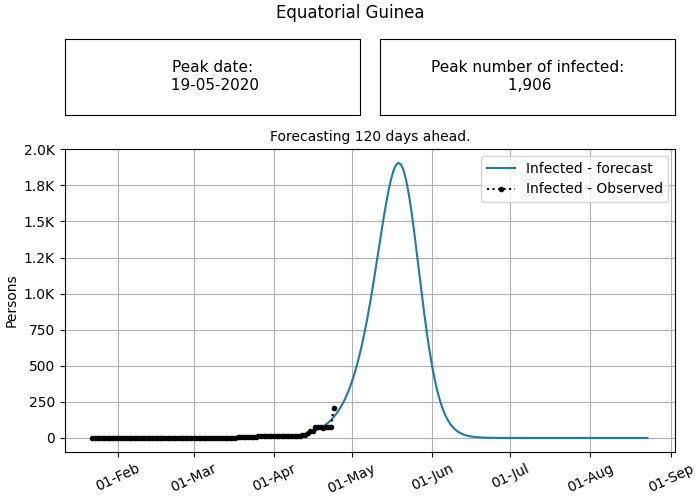 Equatorial Guinea
Peak date:
19-05-2020
Peak number of infected:
1,906
Forecasting 120 days ahead.
Infected - forecast
Infected - Observed
Persons
2.0K
1.8K
1.5K
1.2K
1.0K
750
500
250
0
01-Feb
01-Mar
01-Apr
01-May
01-Jun
01-Jul
01-Aug
01-Sep